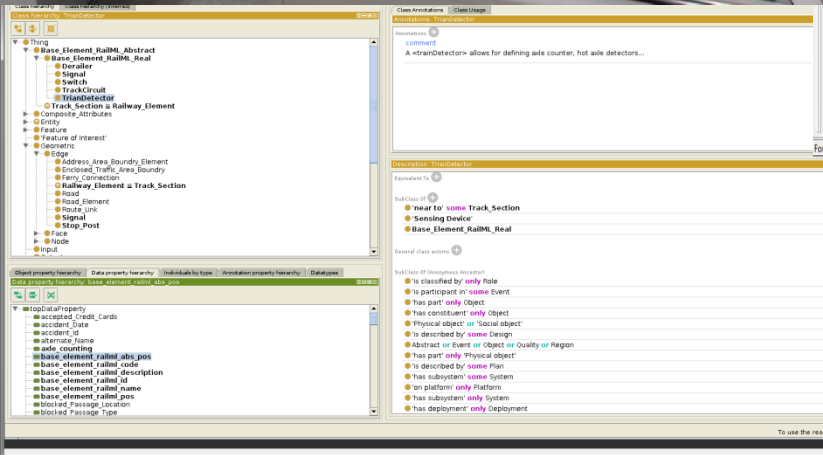 Class hierarchy Class hierarchy (inferred)
Class hierarchy: TrianDetector
Thing
Base_Element_RailML_Abstract
Base_Element_RailML_Real
Derailer
Signal
Switch
TrackCircuit
TrianDetector
Track_Section ≡ Railway_Element
Composite_Attributes
Entity
Feature
'Feature of Interest'
Geometric
Edge
Address_Area_Boundry_Element
Enclosed_Traffic_Area_Boundry
Ferry_Connection
Railway_Element ≡ Track_Section
Road
Road_Element
Route_Link
Signal
Stop_Post
Face
Node
Input
Object property hierarchy Data property hierarchy Individuals by type Annotation property hierarchy Datatypes
Data property hierarchy: base_element_railml_abs_pos
topDataProperty
accepted_Credit_Cards
accident_Date
accident_Id
alternate_Name
axle_counting
base_element_railml_abs_pos
base_element_railml_code
base_element_railml_description
base_element_railml_id
base_element_railml_name
base_element_railml_pos
blocked_Passage_Location
blocked_Passage_Type
Class Annotations Class Usage
Annotations: TrianDetector
Annotations
comment
A <trainDetector> allows for defining axle counter, hot axle detectors...
Description: TrianDetector
Equivalent To
SubClass Of
'near to' some Track_Section
'Sensing Device'
Base_Element_RailML_Real
General class axioms
SubClass Of (Anonymous Ancestor)
'is classified by' only Role
'is participant in' some Event
'has part' only Object
'has constituent' only Object
'Physical object' or 'Social object'
'is described by' some Design
Abstract or Event or Object or Quality or Region
'has part' only 'Physical object'
'is described by' some Plan
'has subsystem' some System
'on platform' only Platform
'has subsystem' only System
'has deployment' only Deployment
Fo
To use the rea